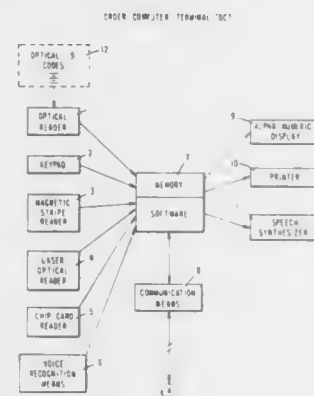 ORDER COMPUTER TERMINAL "OCT"
OPTICAL 9
CODES
12
OPTICAL
READER
KEYPAD
2
MAGNETIC
STRIPE
READER
3
LASER
OPTICAL
READER
4
CHIP CARD
READER
5
VOICE
RECOGNITION
MEANS
6
7
MEMORY
SOFTWARE
COMMUNICATION
MEANS
8
9
ALPHA NUMERIC
DISPLAY
10
PRINTER
SPEECH
SYNTHESIZER